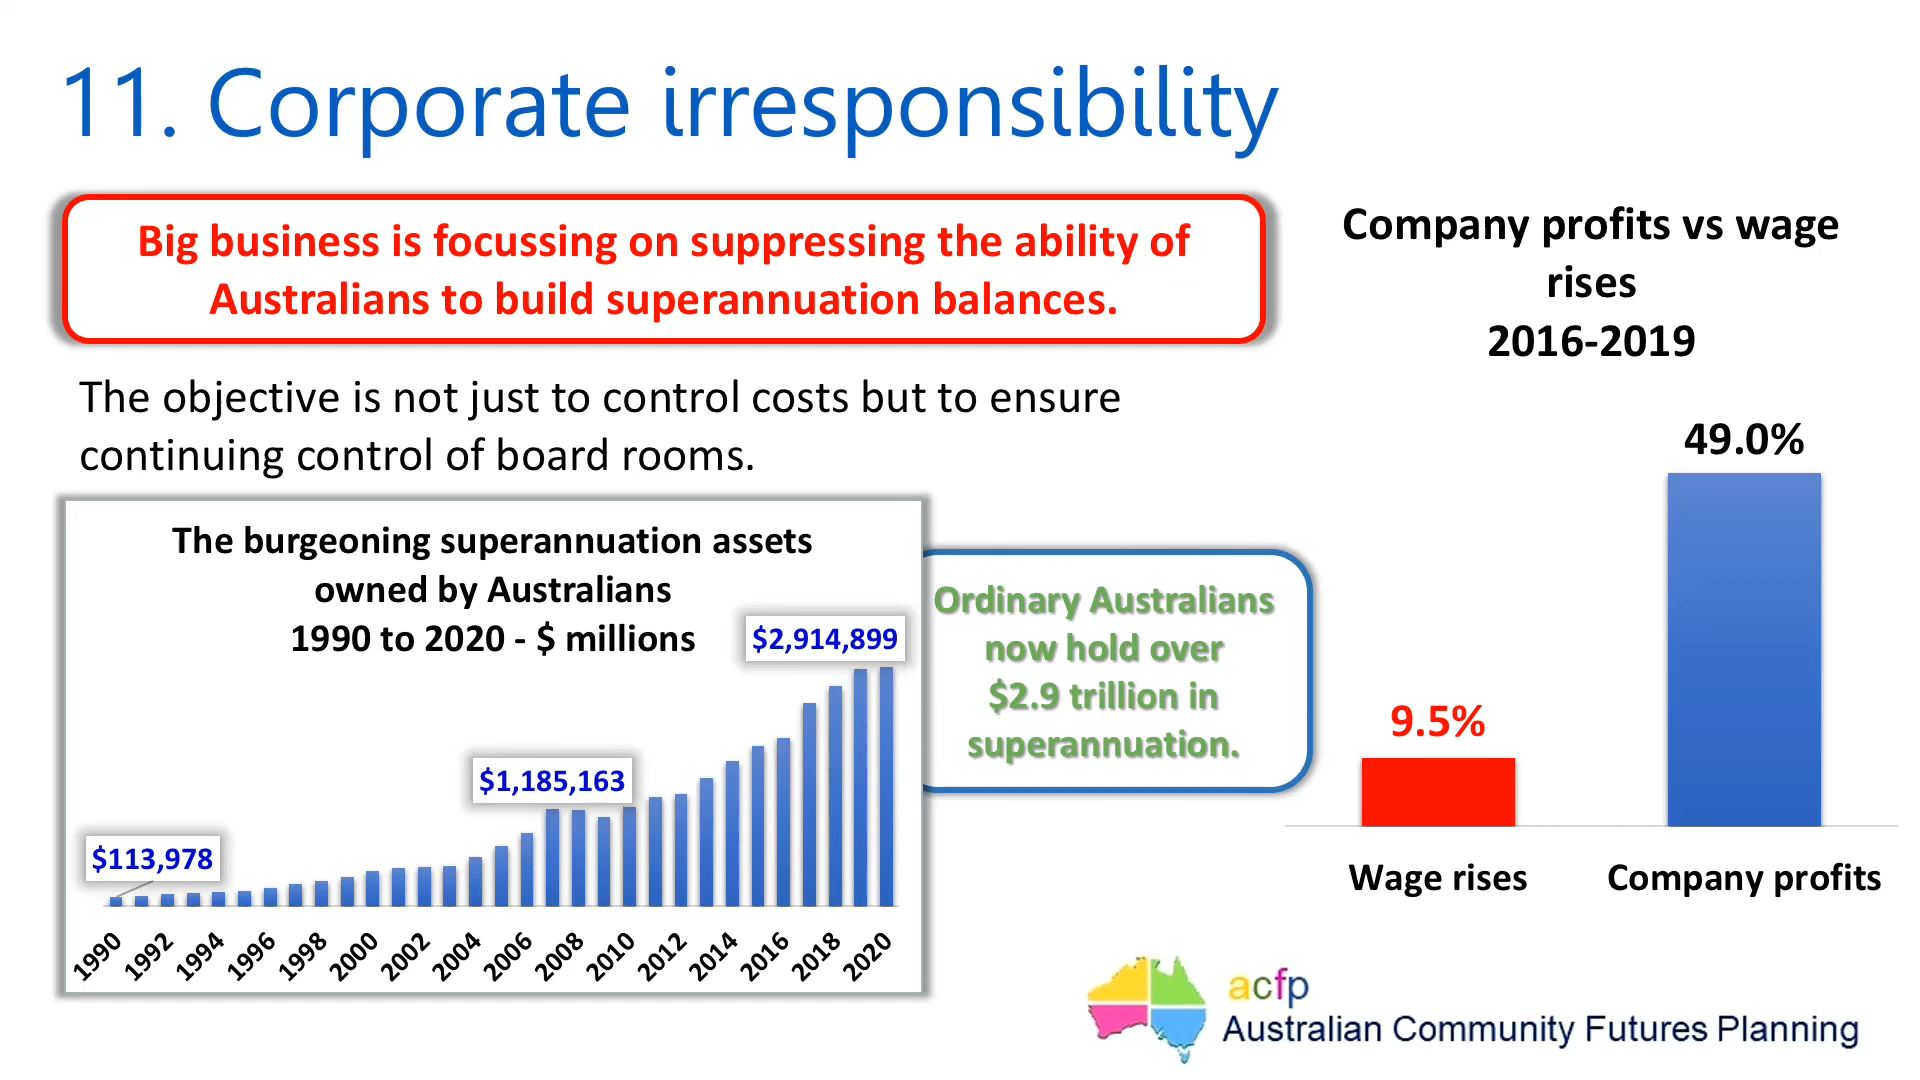 11. Corporate irresponsibility
Big business is focussing on suppressing the ability of
Australians to build superannuation balances.
The objective is not just to control costs but to ensure
continuing control of board rooms.
The burgeoning superannuation assets
owned by Australians
1990 to 2020 - $ millions
$2,914,899
$1,185,163
$113,978
1990
1992
1994
1996
1998
2000
2002
2004
2006
2008
2010
2012
2014
2016
2018
2020
Ordinary Australians
now hold over
$2.9 trillion in
superannuation.
Company profits vs wage
rises
2016-2019
49.0%
9.5%
Wage rises
Company profits
acfp
Australian Community Futures Planning